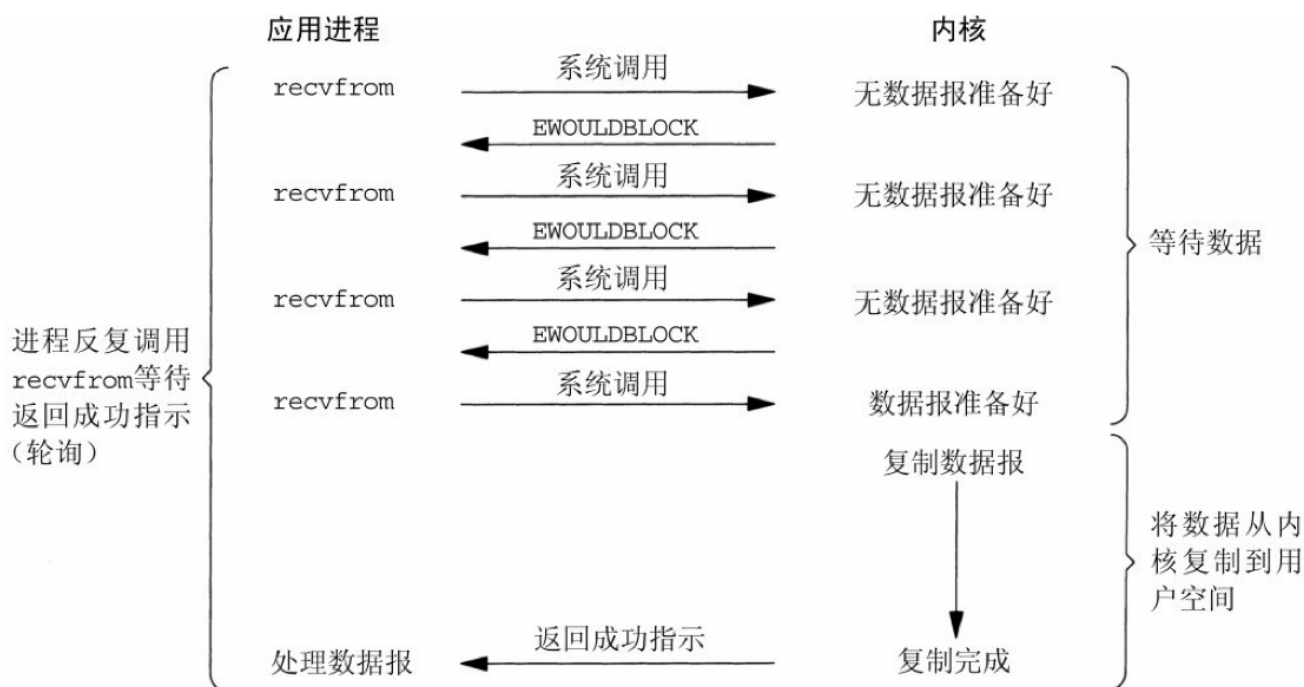 应用进程
内核
recvfrom
系统调用
无数据报准备好
EWOULDBLOCK
recvfrom
系统调用
无数据报准备好
EWOULDBLOCK
等待数据
recvfrom
系统调用
无数据报准备好
EWOULDBLOCK
进程反复调用
recvfrom等待
返回成功指示
（轮询）
recvfrom
系统调用
数据报准备好
复制数据报
将数据从内
核复制到用
户空间
处理数据报
返回成功指示
复制完成